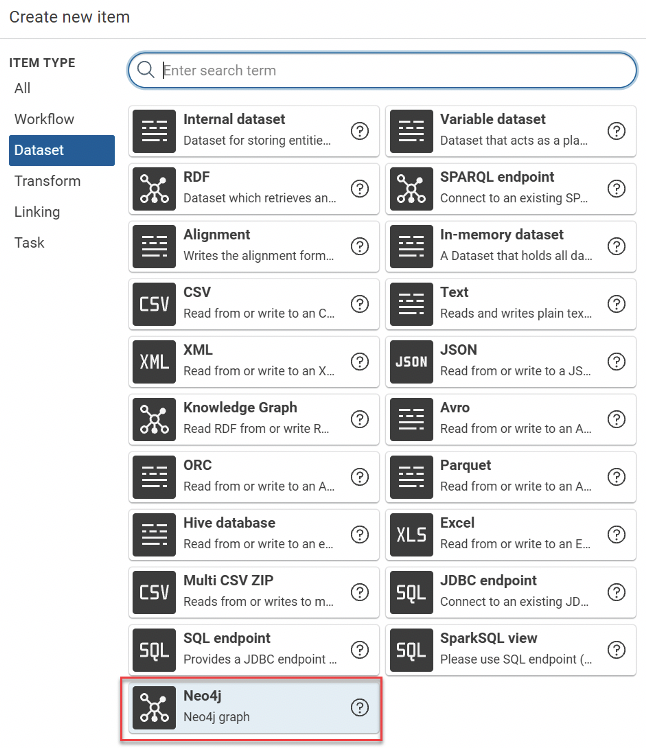 Create new item
ITEM TYPE
All
Workflow
Dataset
Transform
Linking
Task
Enter search term
Internal dataset
Dataset for storing entitie...
Variable dataset
Dataset that acts as a pla...
RDF
Dataset which retrieves an...
SPARQL endpoint
Connect to an existing SP...
Alignment
Writes the alignment form...
In-memory dataset
A Dataset that holds all da...
CSV
CSV
Read from or write to an C...
Text
Reads and writes plain tex...
XML
XML
Read from or write to an X...
JSON
JSON
Read from or write to a JS...
Knowledge Graph
Read RDF from or write R...
Avro
Read from or write to an A...
ORC
Read from or write to an A...
Parquet
Read from or write to an A...
Hive database
Read from or write to an e...
XLS
Excel
Read from or write to an E...
CSV
Multi CSV ZIP
Reads from or writes to m...
SQL
JDBC endpoint
Connect to an existing JD...
SQL
SQL endpoint
Provides a JDBC endpoint ...
SQL
SparkSQL view
Please use SQL endpoint (...
Neo4j
Neo4j graph